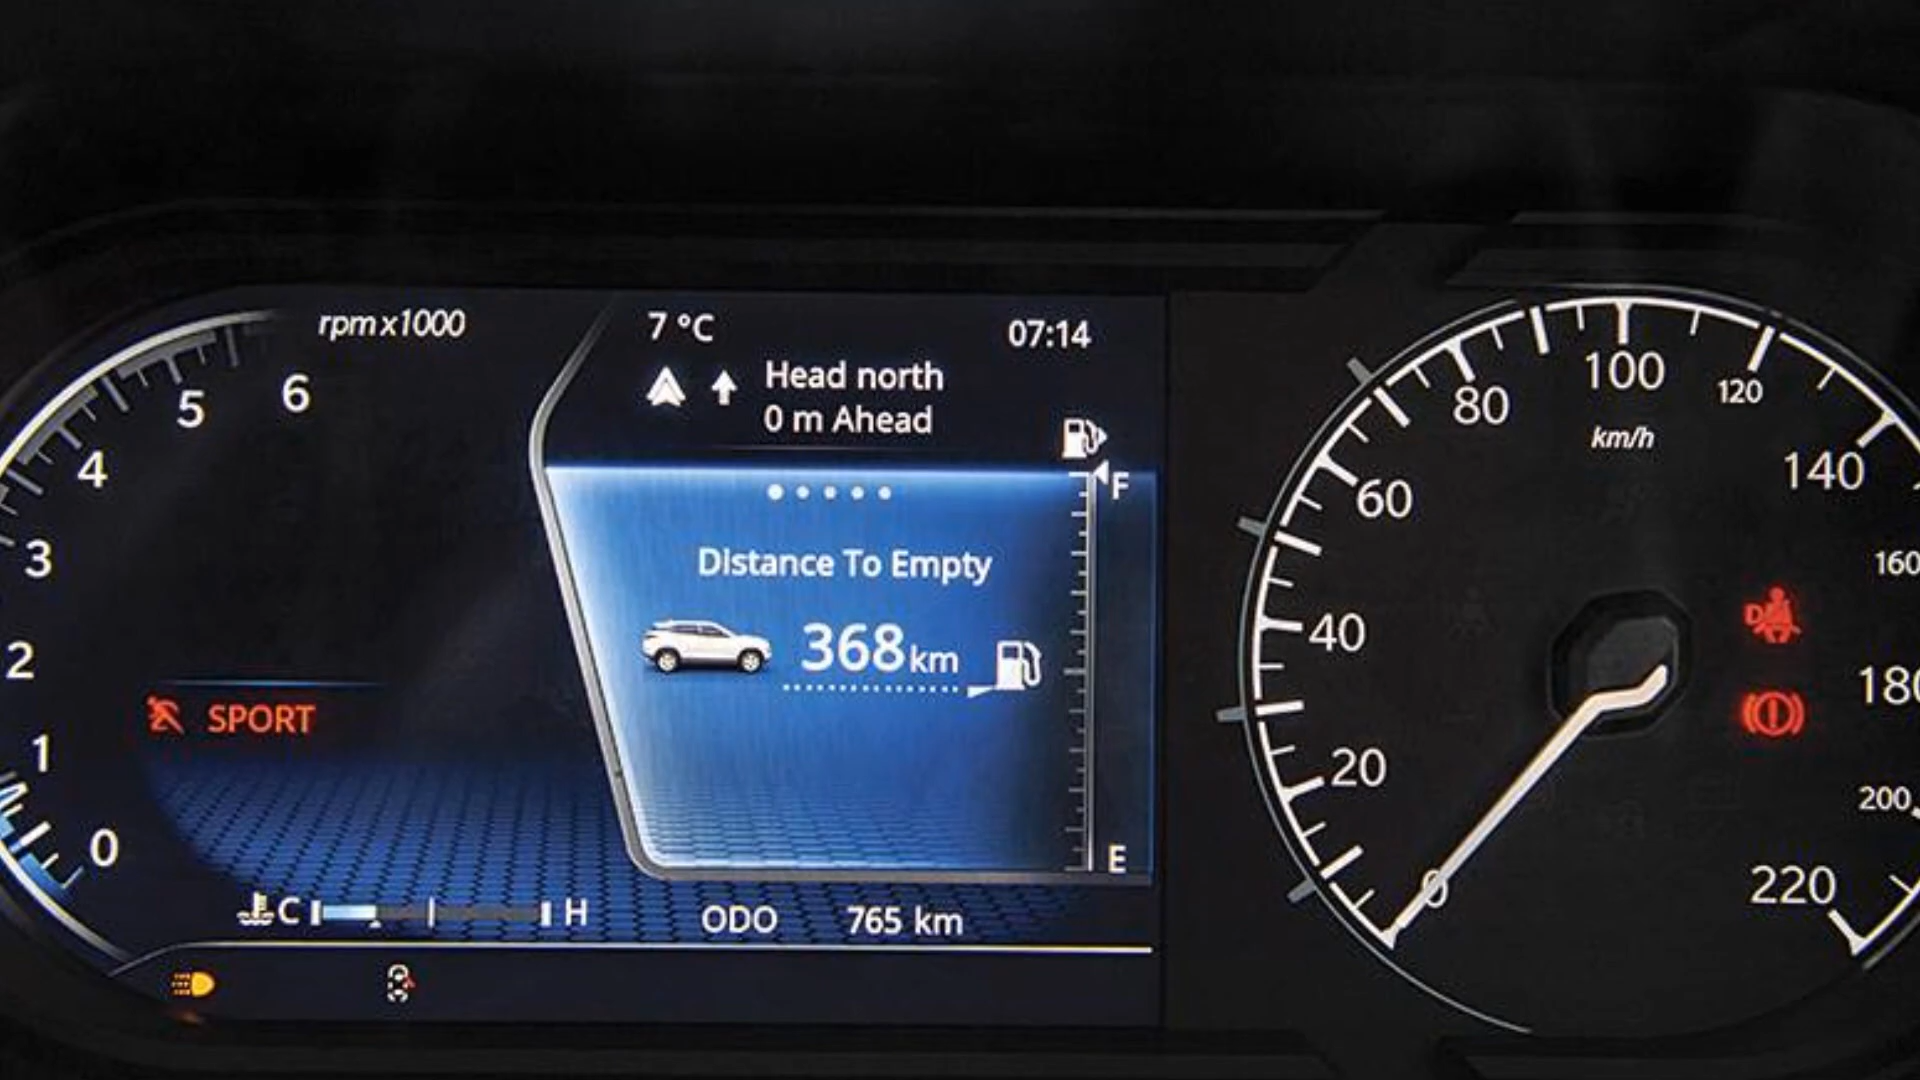 rpm x1000
6
5
4
3
2
1
0
SPORT
C H
7 °C 07:14
Head north
0 m Ahead
F
Distance To Empty
368 km
E
ODO 765 km
0
20
40
60
80
100
120
140
160
180
200
220
km/h
D